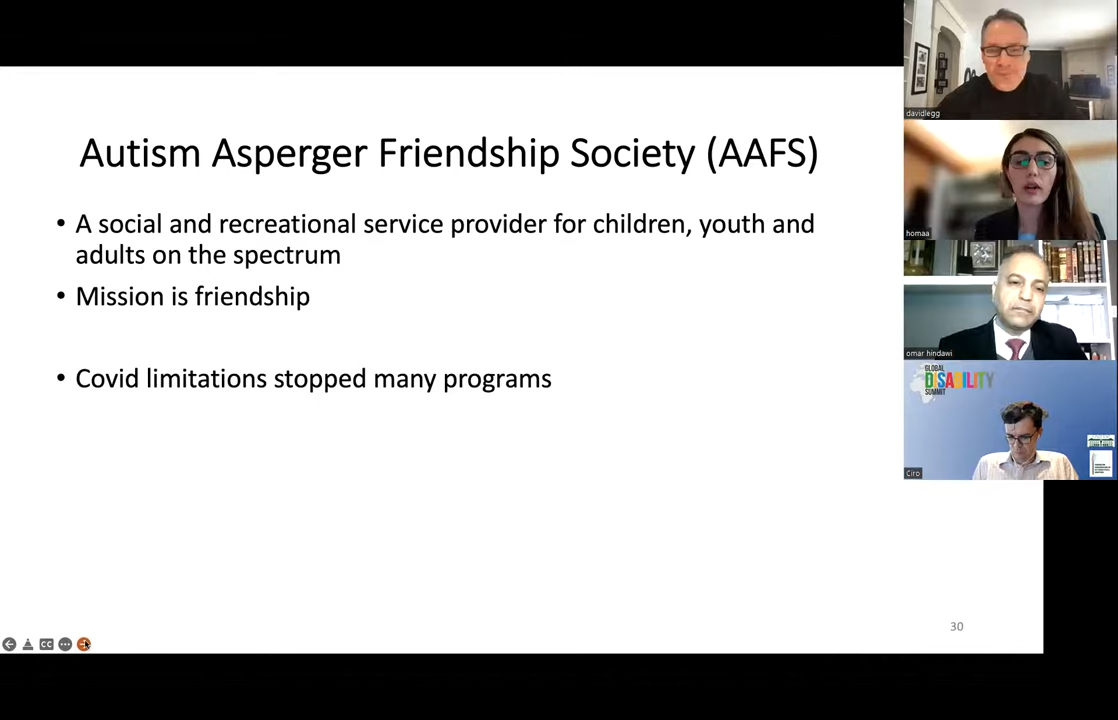 Autism Asperger Friendship Society (AAFS)
• A social and recreational service provider for children, youth and
adults on the spectrum
• Mission is friendship
• Covid limitations stopped many programs
30
CC
davidlegg
homaa
omar hindawi
GLOBAL
DISABILITY
SUMMIT
Ciro